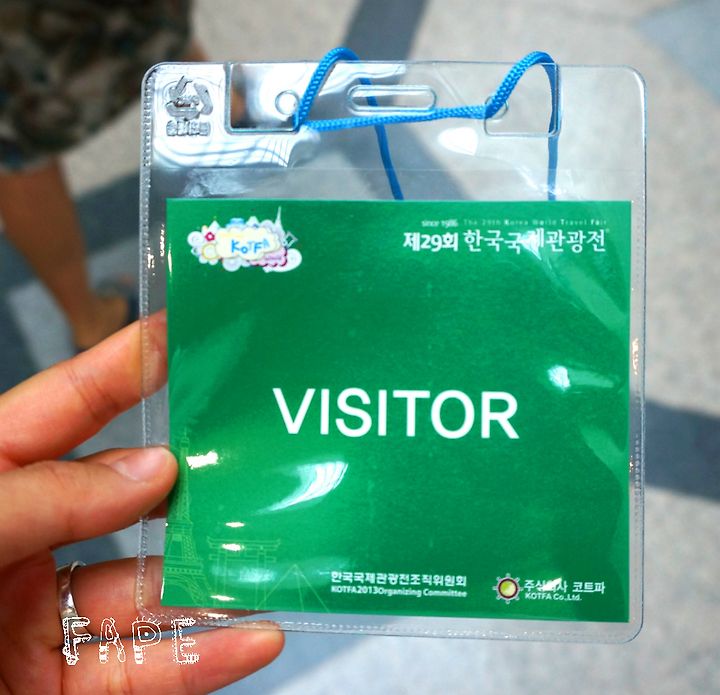 since 1986 The 29th Korea World Travel Fair
KOTFA
제29회 한국국제관광전
VISITOR
한국국제관광전조직위원회
KOTFA2013Organizing Committee
주식회사 코트파
KOTFA Co.,Ltd.
FAPE